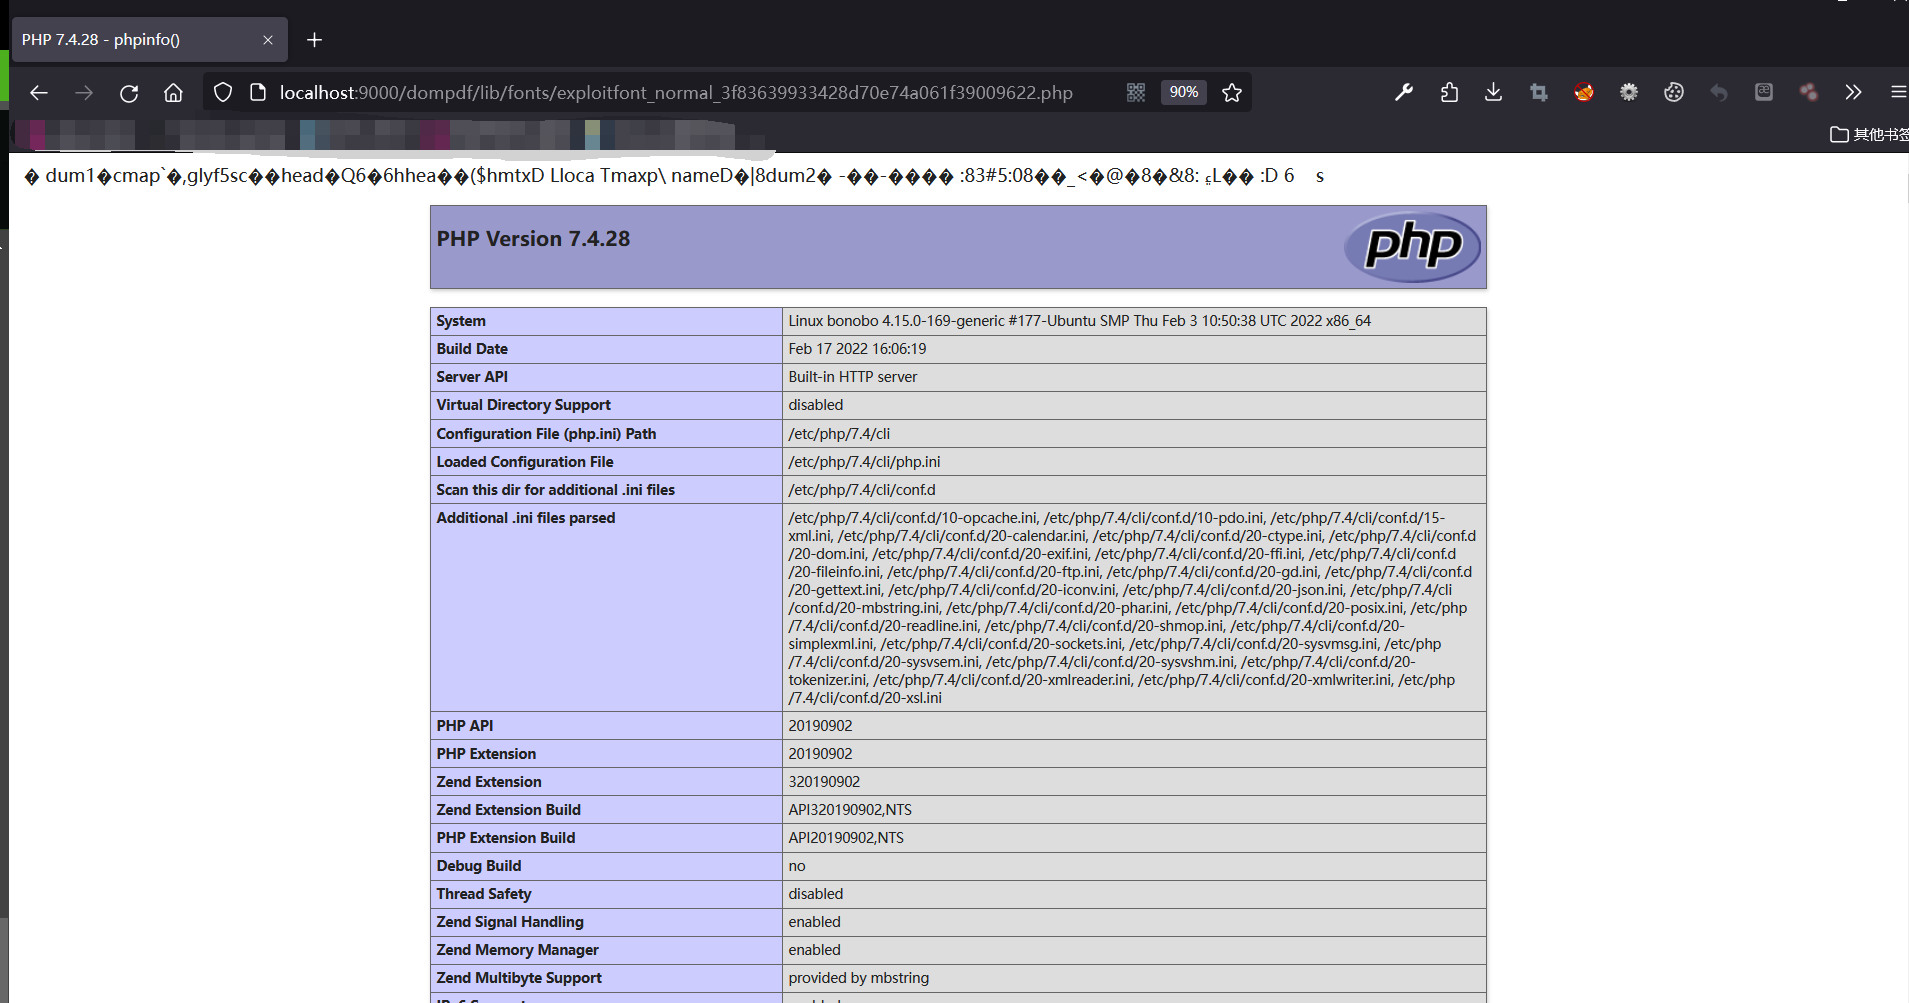 PHP 7.4.28 - phpinfo()
localhost:9000/dompdf/lib/fonts/exploitfont_normal_3f83639933428d70e74a061f39009622.php
90%
其他书签
� dum1�cmap`�,glyf5sc��head�Q6�6hhea��($hmtxD Lloca Tmaxp\ nameD�|8dum2� -��-���� :83#5:08��_<�@�8�&8: L�� :D 6 s
PHP Version 7.4.28
php
System Linux bonobo 4.15.0-169-generic #177-Ubuntu SMP Thu Feb 3 10:50:38 UTC 2022 x86_64
Build Date Feb 17 2022 16:06:19
Server API Built-in HTTP server
Virtual Directory Support disabled
Configuration File (php.ini) Path /etc/php/7.4/cli
Loaded Configuration File /etc/php/7.4/cli/php.ini
Scan this dir for additional .ini files /etc/php/7.4/cli/conf.d
Additional .ini files parsed /etc/php/7.4/cli/conf.d/10-opcache.ini, /etc/php/7.4/cli/conf.d/10-pdo.ini, /etc/php/7.4/cli/conf.d/15-
xml.ini, /etc/php/7.4/cli/conf.d/20-calendar.ini, /etc/php/7.4/cli/conf.d/20-ctype.ini, /etc/php/7.4/cli/conf.d
/20-dom.ini, /etc/php/7.4/cli/conf.d/20-exif.ini, /etc/php/7.4/cli/conf.d/20-ffi.ini, /etc/php/7.4/cli/conf.d
/20-fileinfo.ini, /etc/php/7.4/cli/conf.d/20-ftp.ini, /etc/php/7.4/cli/conf.d/20-gd.ini, /etc/php/7.4/cli/conf.d
/20-gettext.ini, /etc/php/7.4/cli/conf.d/20-iconv.ini, /etc/php/7.4/cli/conf.d/20-json.ini, /etc/php/7.4/cli
/conf.d/20-mbstring.ini, /etc/php/7.4/cli/conf.d/20-phar.ini, /etc/php/7.4/cli/conf.d/20-posix.ini, /etc/php
/7.4/cli/conf.d/20-readline.ini, /etc/php/7.4/cli/conf.d/20-shmop.ini, /etc/php/7.4/cli/conf.d/20-
simplexml.ini, /etc/php/7.4/cli/conf.d/20-sockets.ini, /etc/php/7.4/cli/conf.d/20-sysvmsg.ini, /etc/php
/7.4/cli/conf.d/20-sysvsem.ini, /etc/php/7.4/cli/conf.d/20-sysvshm.ini, /etc/php/7.4/cli/conf.d/20-
tokenizer.ini, /etc/php/7.4/cli/conf.d/20-xmlreader.ini, /etc/php/7.4/cli/conf.d/20-xmlwriter.ini, /etc/php
/7.4/cli/conf.d/20-xsl.ini
PHP API 20190902
PHP Extension 20190902
Zend Extension 320190902
Zend Extension Build API320190902,NTS
PHP Extension Build API20190902,NTS
Debug Build no
Thread Safety disabled
Zend Signal Handling enabled
Zend Memory Manager enabled
Zend Multibyte Support provided by mbstring